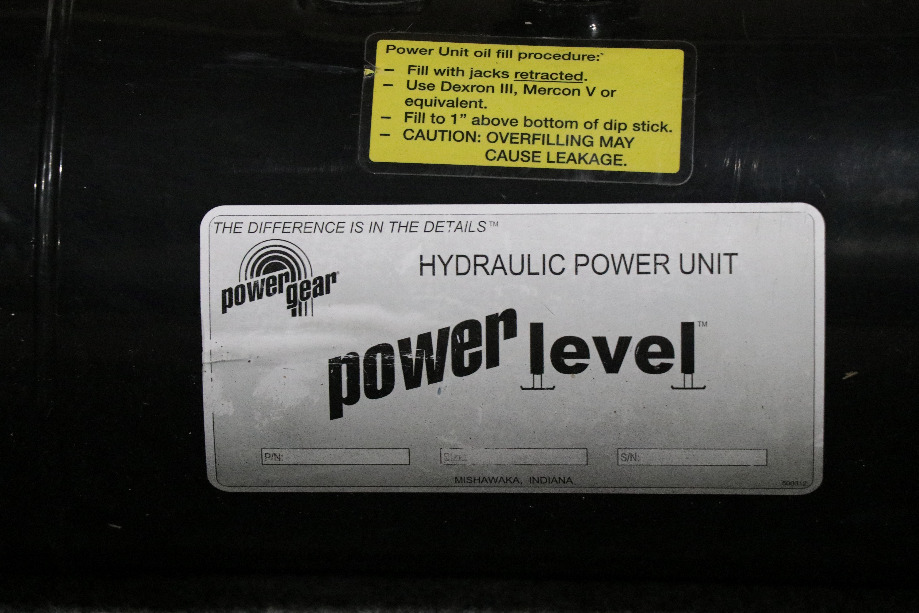 Power Unit oil fill procedure:
– Fill with jacks retracted.
– Use Dexron III, Mercon V or
equivalent.
– Fill to 1” above bottom of dip stick.
– CAUTION: OVERFILLING MAY
CAUSE LEAKAGE.
THE DIFFERENCE IS IN THE DETAILS™
power gear®
HYDRAULIC POWER UNIT
power level™
P/N:
S/N:
MISHAWAKA, INDIANA